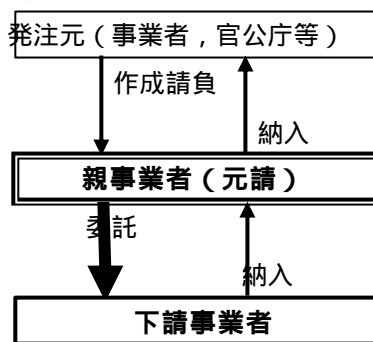 発注元（事業者，官公庁等）
作成請負
納入
親事業者（元請）
委託
納入
下請事業者